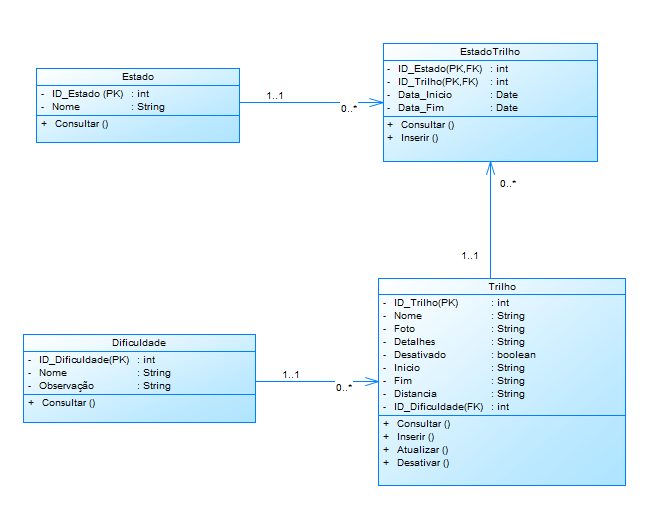 Estado
- ID_Estado (PK) : int
- Nome : String
+ Consultar ()
1..1
0..*
EstadoTrilho
- ID_Estado(PK,FK) : int
- ID_Trilho(PK,FK) : int
- Data_Inicio : Date
- Data_Fim : Date
+ Consultar ()
+ Inserir ()
0..*
1..1
Dificuldade
- ID_Dificuldade(PK) : int
- Nome : String
- Observação : String
+ Consultar ()
1..1
0..*
Trilho
- ID_Trilho(PK) : int
- Nome : String
- Foto : String
- Detalhes : String
- Desativado : boolean
- Inicio : String
- Fim : String
- Distancia : String
- ID_Dificuldade(FK) : int
+ Consultar ()
+ Inserir ()
+ Atualizar ()
+ Desativar ()